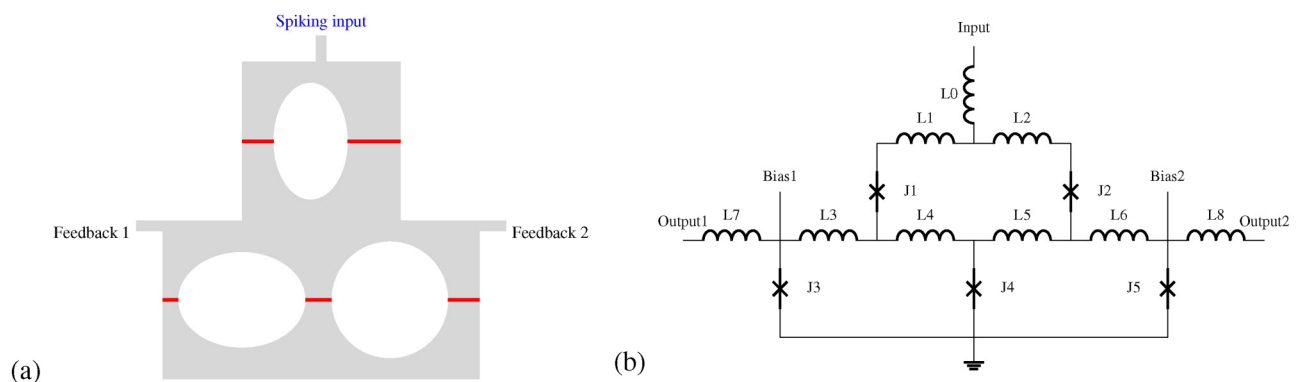 Spiking input
Feedback 1
Feedback 2
(a)
Input
L0
L1
L2
Bias1
J1
J2
Bias2
Output1
L7
L3
L4
L5
L6
L8
Output2
J3
J4
J5
(b)